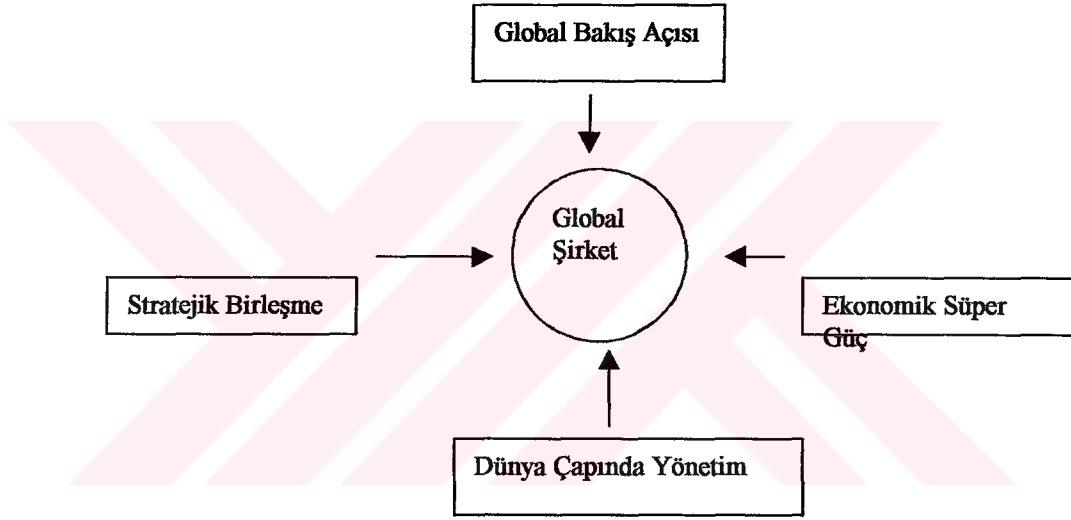 Global Bakış Açısı
Global
Şirket
Stratejik Birleşme
Ekonomik Süper
Güç
Dünya Çapında Yönetim